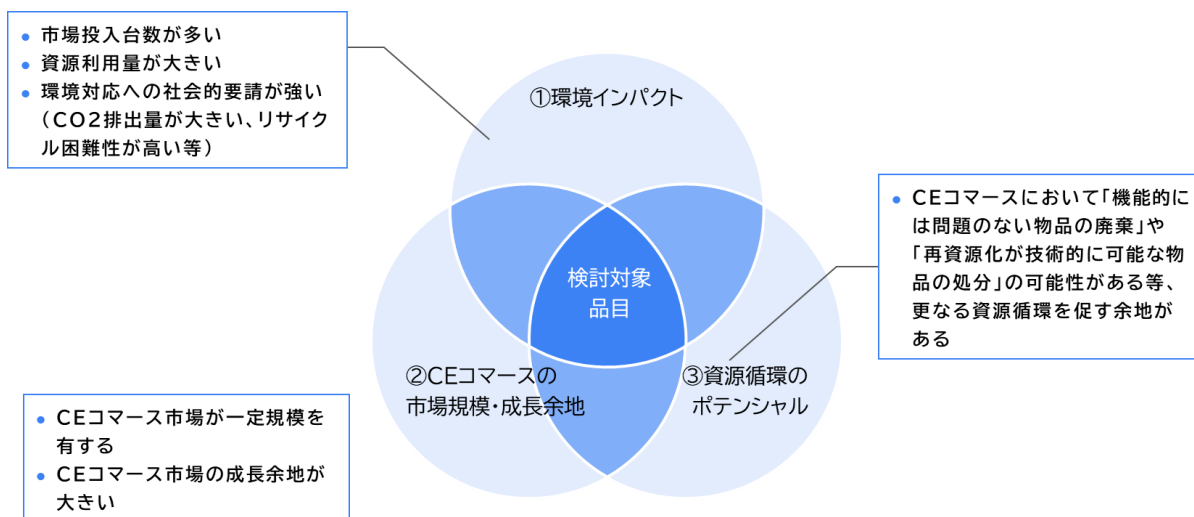 ● 市場投入台数が多い
● 資源利用量が大きい
● 環境対応への社会的要請が強い
（CO2排出量が大きい、リサイク
ル困難性が高い等）
①環境インパクト
● CEコマースにおいて「機能的に
は問題のない物品の廃棄」や
「再資源化が技術的に可能な物
品の処分」の可能性がある等、
更なる資源循環を促す余地が
ある
検討対象
品目
②CEコマースの
市場規模・成長余地
③資源循環の
ポテンシャル
● CEコマース市場が一定規模を
有する
● CEコマース市場の成長余地が
大きい